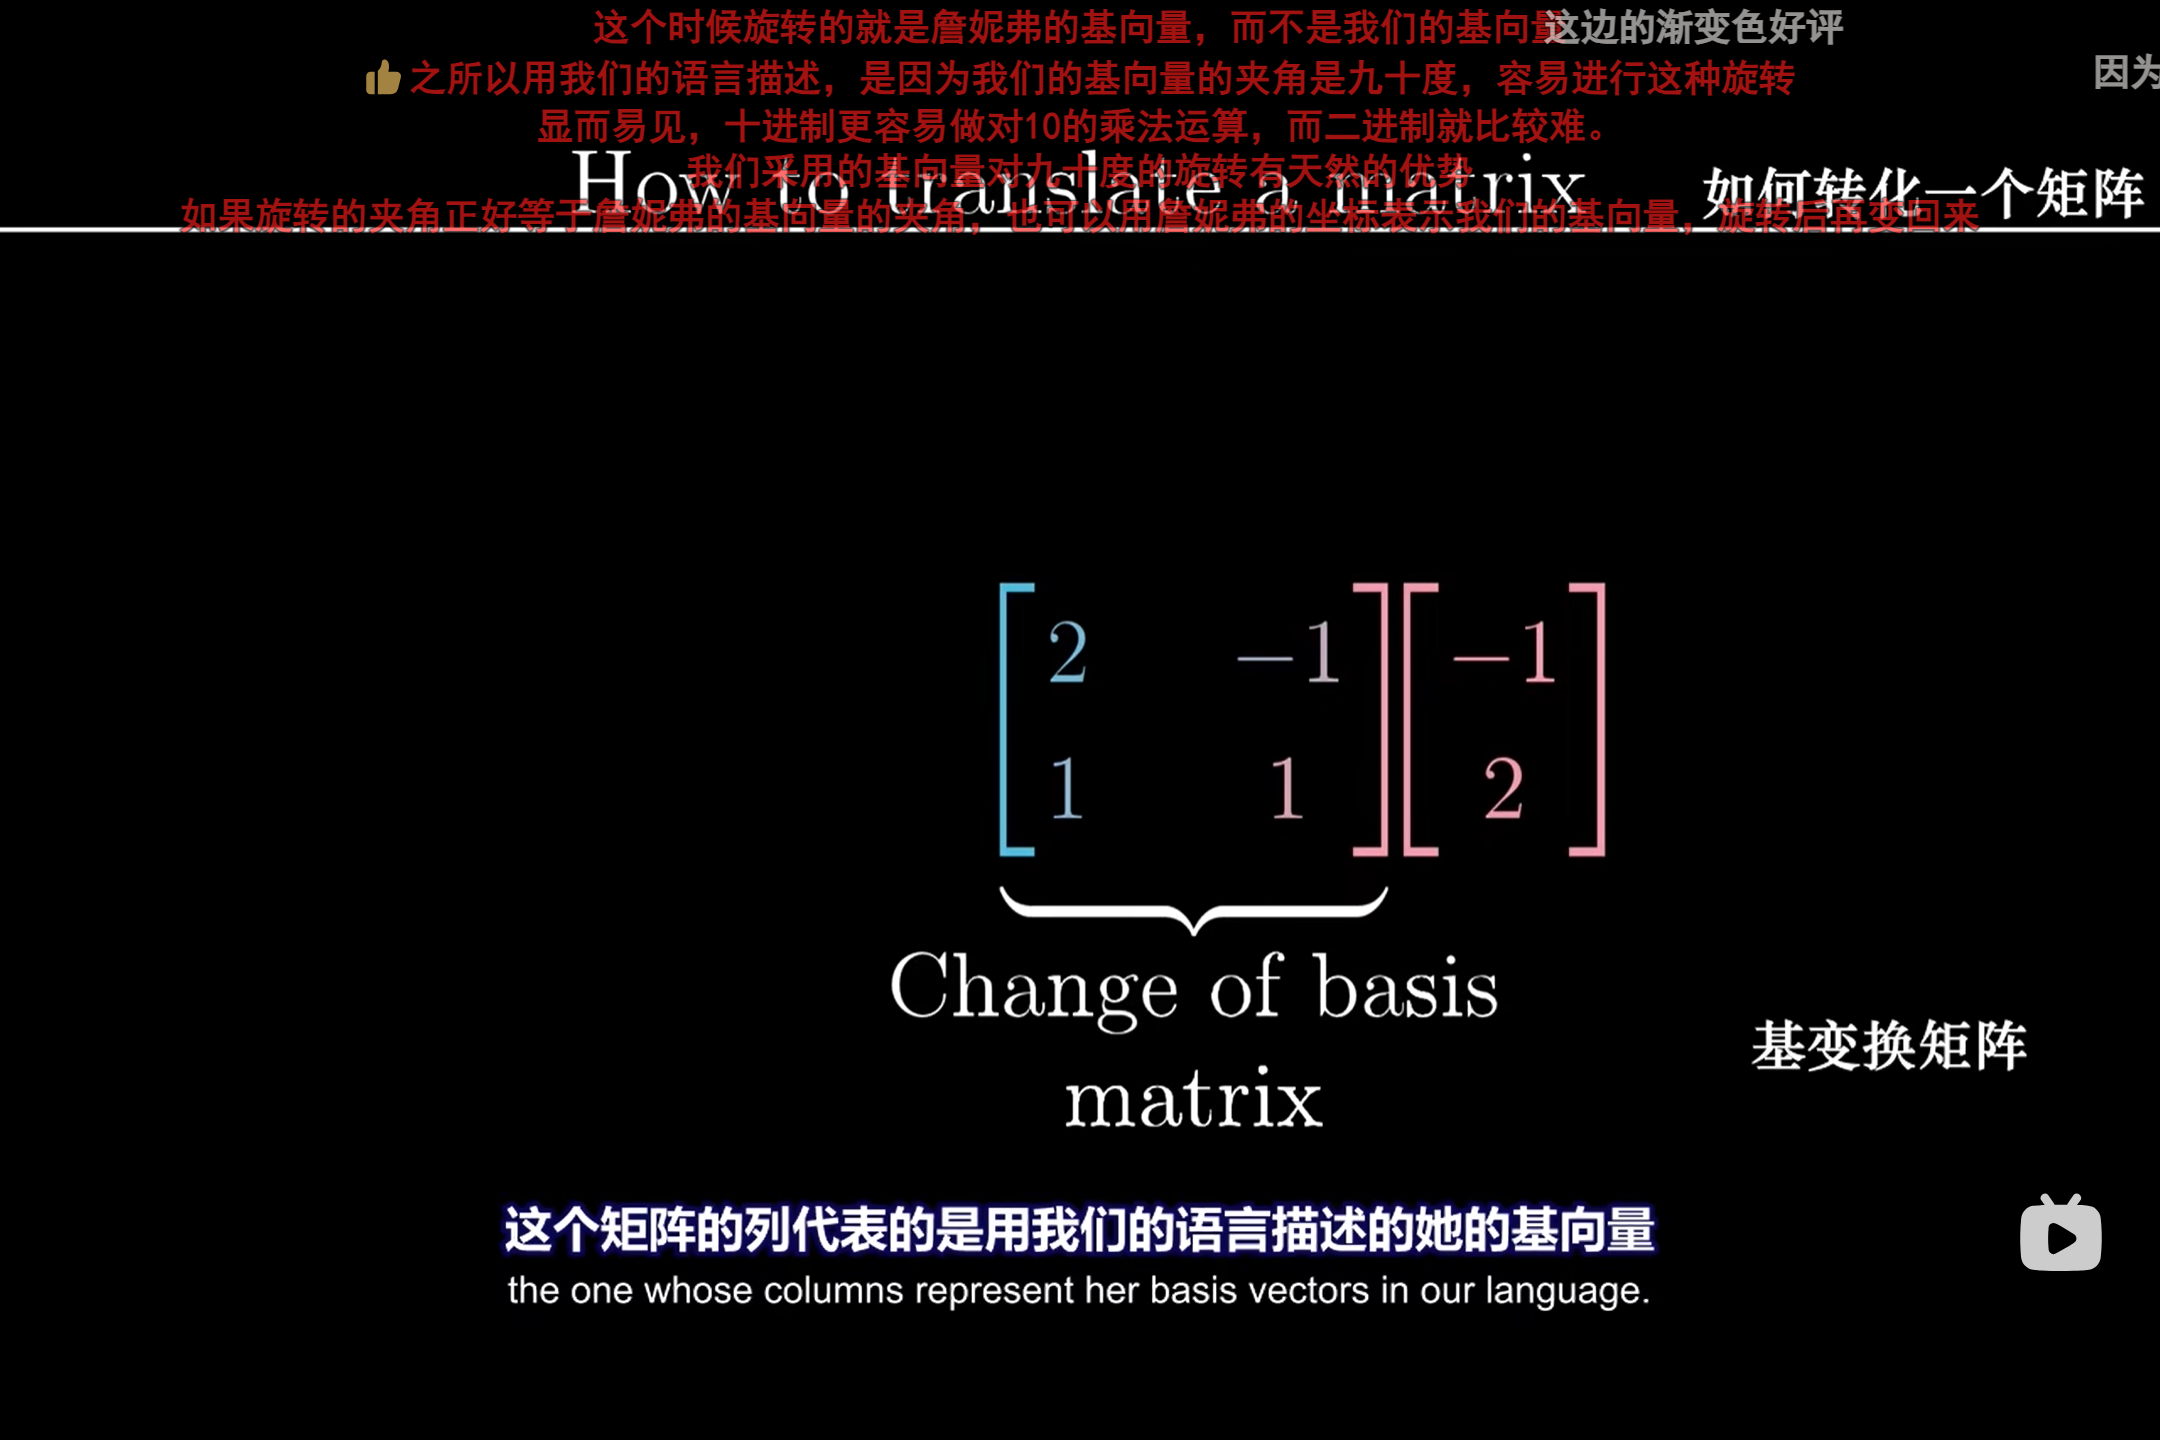 这个时候旋转的就是詹妮弗的基向量，而不是我们的基向量
这边的渐变色好评
之所以用我们的语言描述，是因为我们的基向量的夹角是九十度，容易进行这种旋转
因为
显而易见，十进制更容易做对10的乘法运算，而二进制就比较难。
我们采用的基向量对九十度的旋转有天然的优势
How to translate a matrix
如何转化一个矩阵
如果旋转的夹角正好等于詹妮弗的基向量的夹角，也可以用詹妮弗的坐标表示我们的基向量，旋转后再变回来
2 −1 −1
1 1 2
Change of basis
matrix
基变换矩阵
这个矩阵的列代表的是用我们的语言描述的她的基向量
the one whose columns represent her basis vectors in our language.